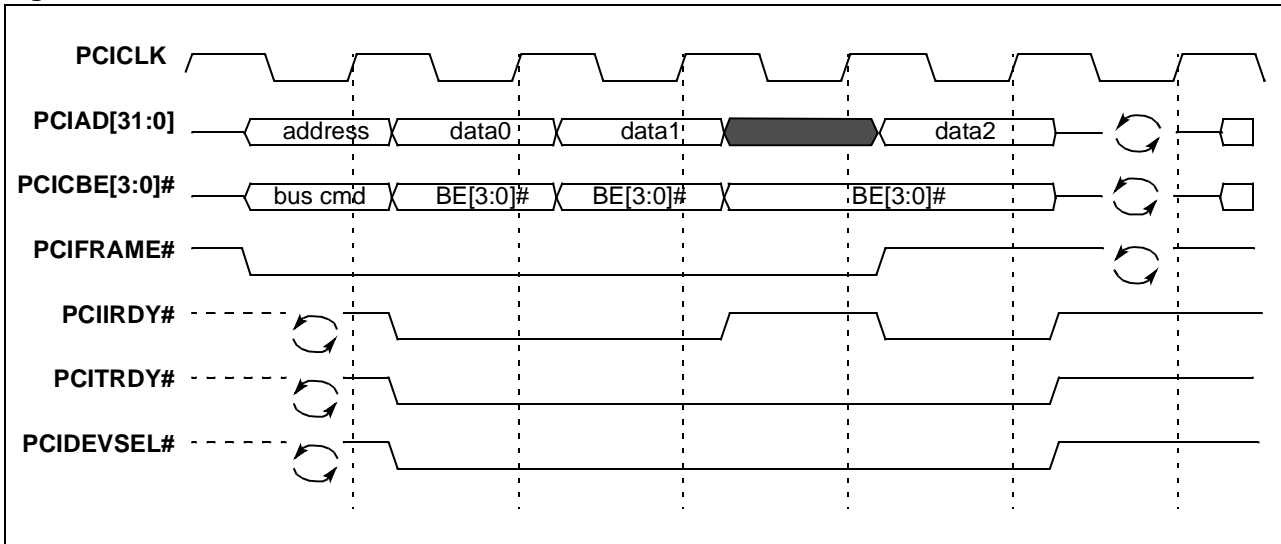 PCICLK
PCIAD[31:0] address data0 data1 data2
PCICBE[3:0]# bus cmd BE[3:0]# BE[3:0]# BE[3:0]#
PCIFRAME#
PCIIRDY#
PCITRDY#
PCIDEVSEL#